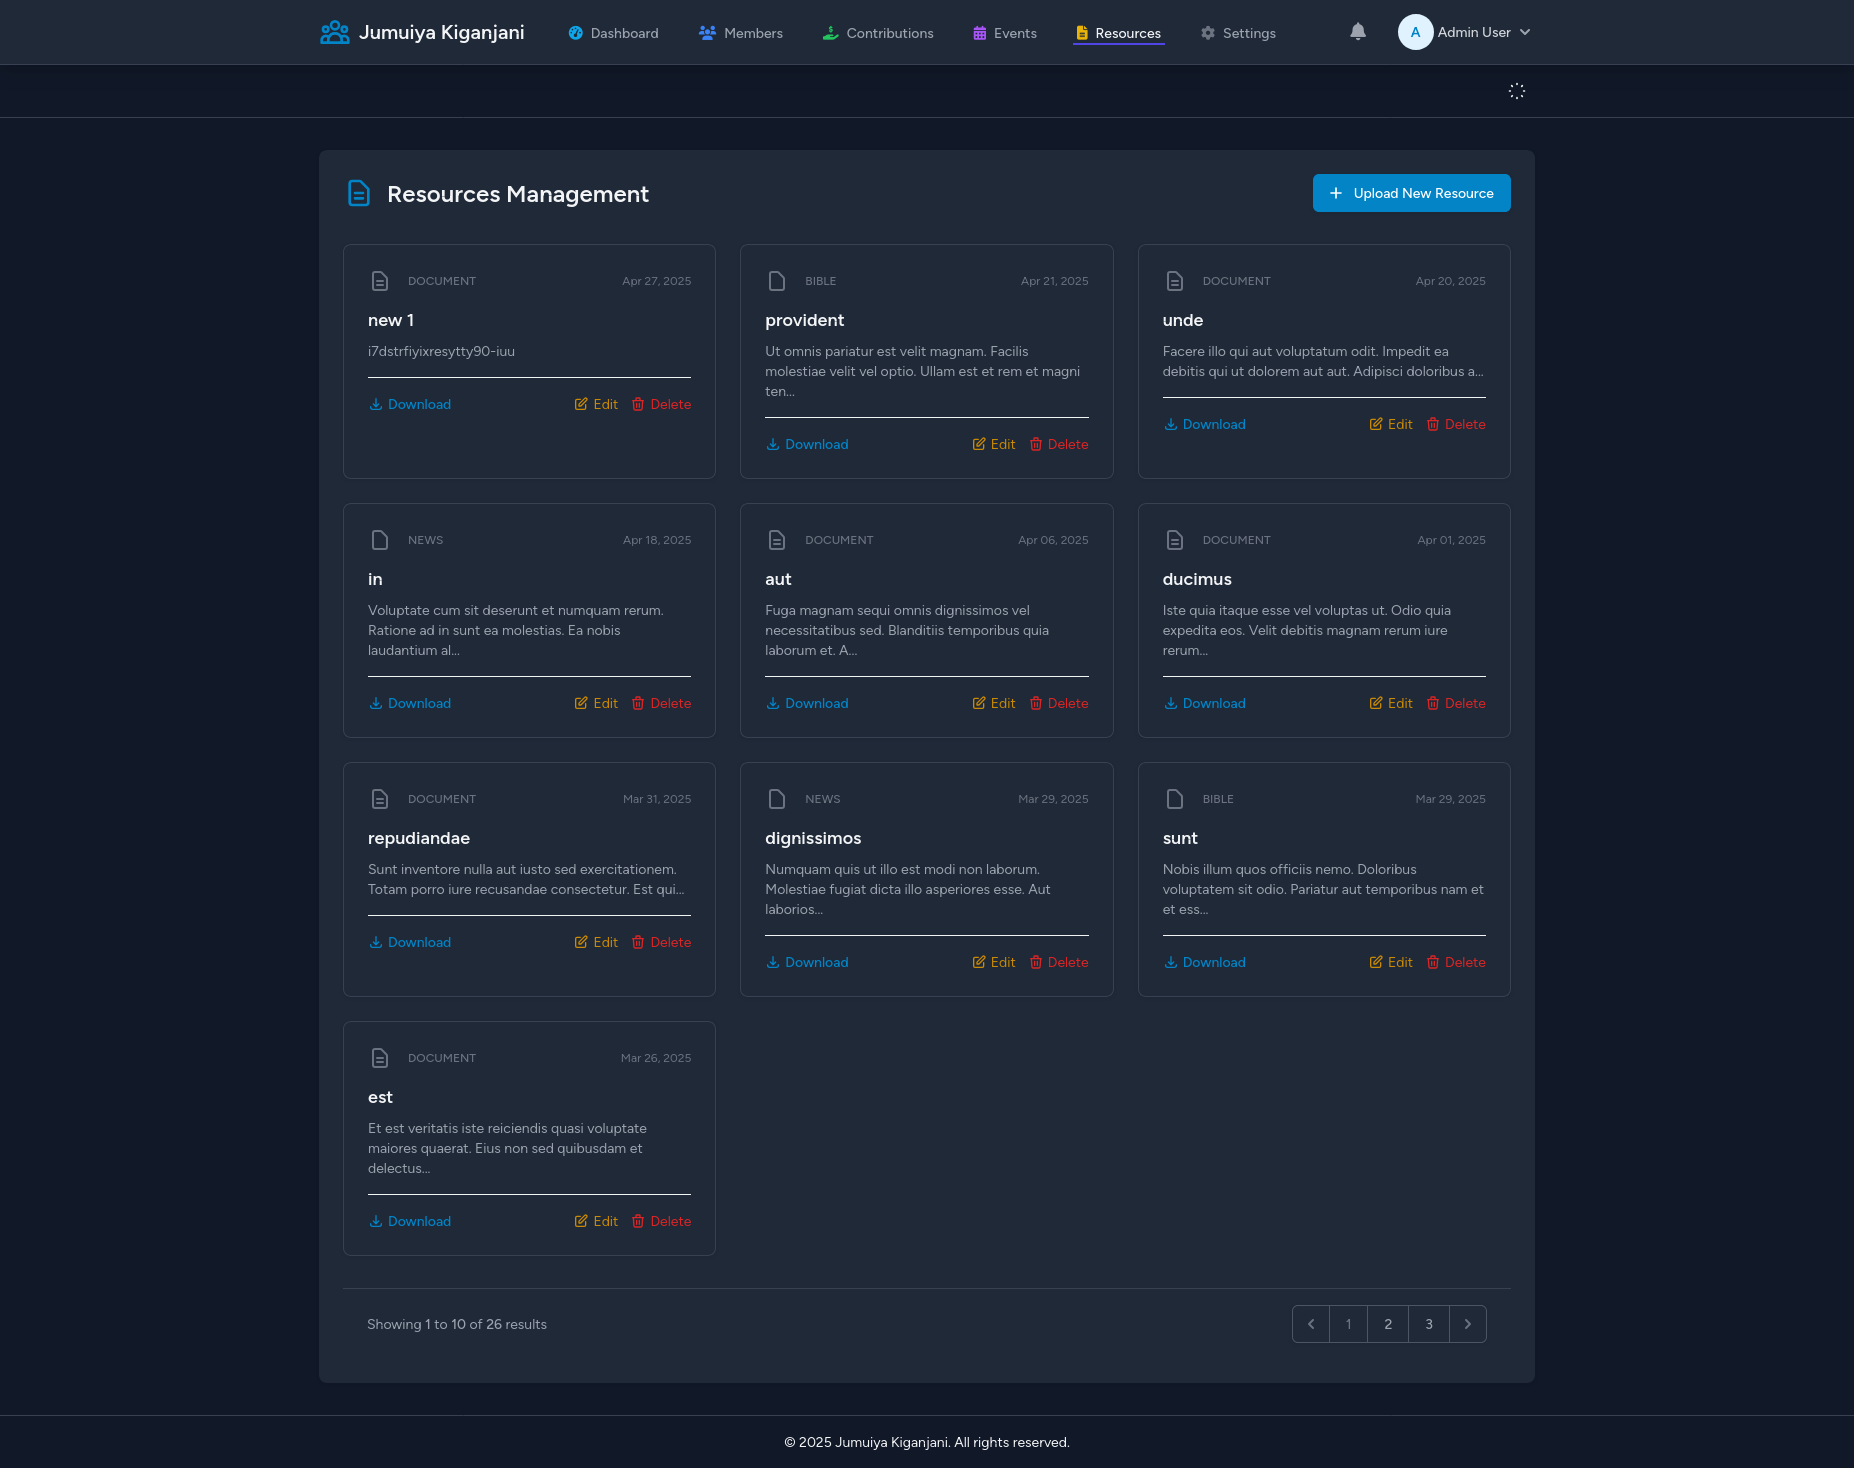 Jumuiya Kiganjani
Dashboard
Members
Contributions
Events
Resources
Settings
A
Admin User
Resources Management
Upload New Resource
DOCUMENT
Apr 27, 2025
new 1
i7dstrfiyixresytty90-iuu
Download
Edit
Delete
BIBLE
Apr 21, 2025
provident
Ut omnis pariatur est velit magnam. Facilis
molestiae velit vel optio. Ullam est et rem et magni
ten...
Download
Edit
Delete
DOCUMENT
Apr 20, 2025
unde
Facere illo qui aut voluptatum odit. Impedit ea
debitis qui ut dolorem aut aut. Adipisci doloribus a...
Download
Edit
Delete
NEWS
Apr 18, 2025
in
Voluptate cum sit deserunt et numquam rerum.
Ratione ad in sunt ea molestias. Ea nobis
laudantium al...
Download
Edit
Delete
DOCUMENT
Apr 06, 2025
aut
Fuga magnam sequi omnis dignissimos vel
necessitatibus sed. Blanditiis temporibus quia
laborum et. A...
Download
Edit
Delete
DOCUMENT
Apr 01, 2025
ducimus
Iste quia itaque esse vel voluptas ut. Odio quia
expedita eos. Velit debitis magnam rerum iure
rerum...
Download
Edit
Delete
DOCUMENT
Mar 31, 2025
repudiandae
Sunt inventore nulla aut iusto sed exercitationem.
Totam porro iure recusandae consectetur. Est qui...
Download
Edit
Delete
NEWS
Mar 29, 2025
dignissimos
Numquam quis ut illo est modi non laborum.
Molestiae fugiat dicta illo asperiores esse. Aut
laborios...
Download
Edit
Delete
BIBLE
Mar 29, 2025
sunt
Nobis illum quos officiis nemo. Doloribus
voluptatem sit odio. Pariatur aut temporibus nam et
et ess...
Download
Edit
Delete
DOCUMENT
Mar 26, 2025
est
Et est veritatis iste reiciendis quasi voluptate
maiores quaerat. Eius non sed quibusdam et
delectus...
Download
Edit
Delete
Showing 1 to 10 of 26 results
1
2
3
© 2025 Jumuiya Kiganjani. All rights reserved.